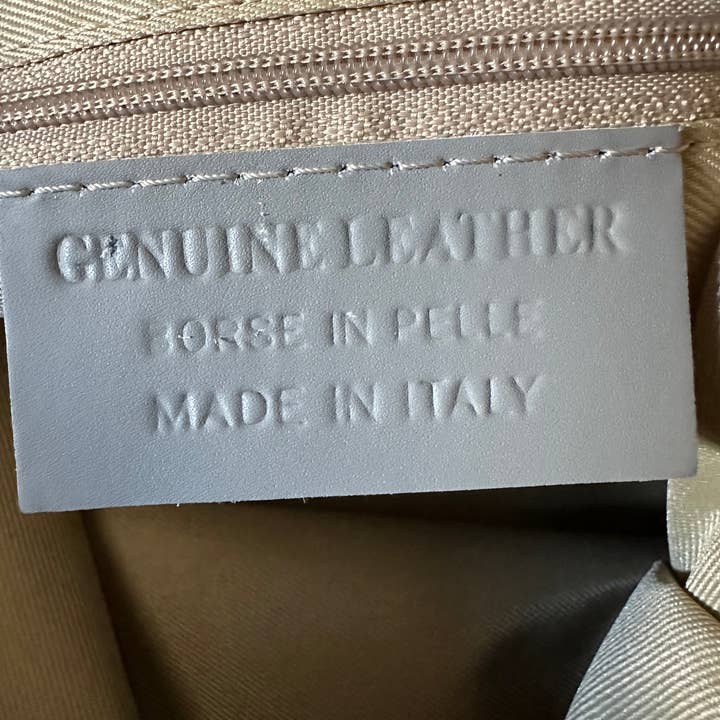 GENUINE LEATHER
BORSE IN PELLE
MADE IN ITALY